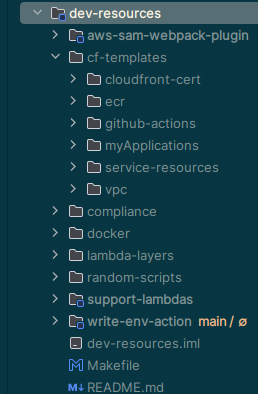 dev-resources
aws-sam-webpack-plugin
cf-templates
cloudfront-cert
ecr
github-actions
myApplications
service-resources
vpc
compliance
docker
lambda-layers
random-scripts
support-lambdas
write-env-action main / ∅
dev-resources.iml
Makefile
README.md